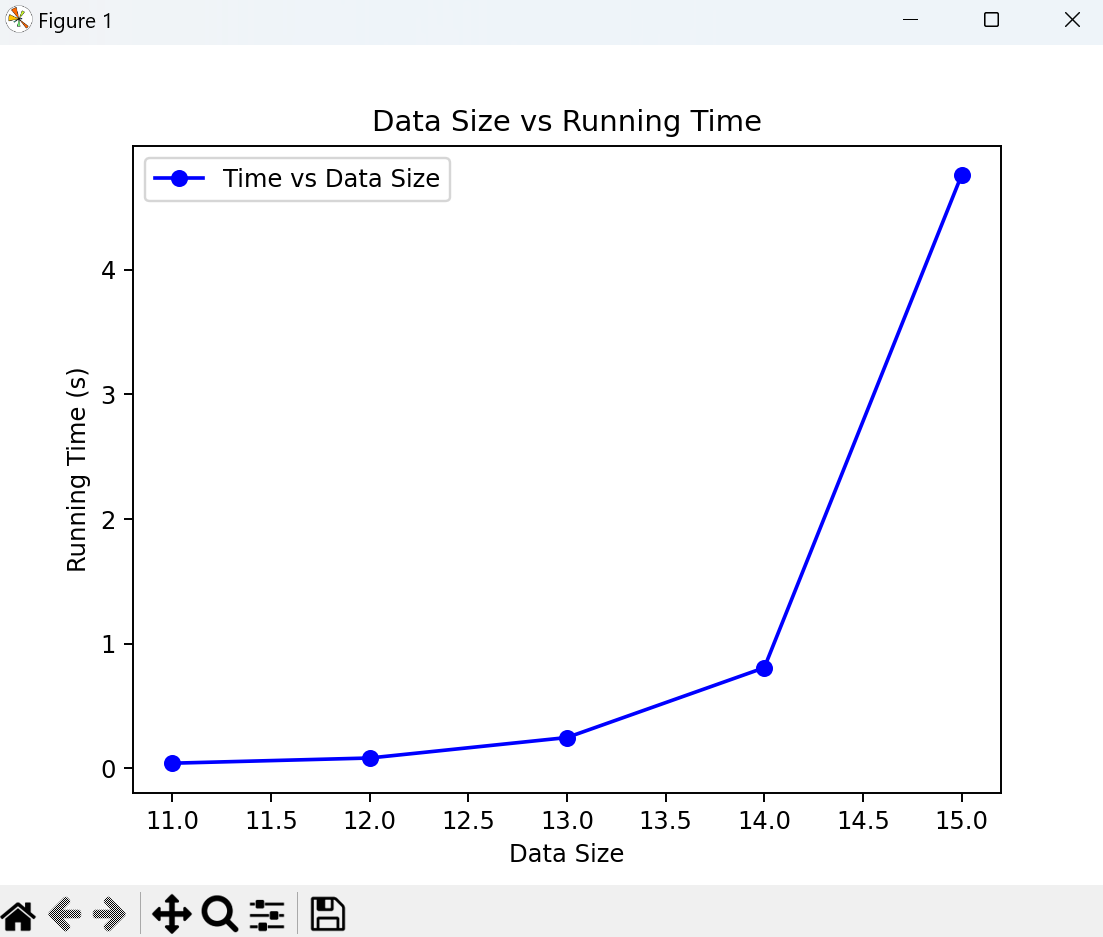 Figure 1
Data Size vs Running Time
Time vs Data Size
4
3
2
1
0
Running Time (s)
11.0 11.5 12.0 12.5 13.0 13.5 14.0 14.5 15.0
Data Size